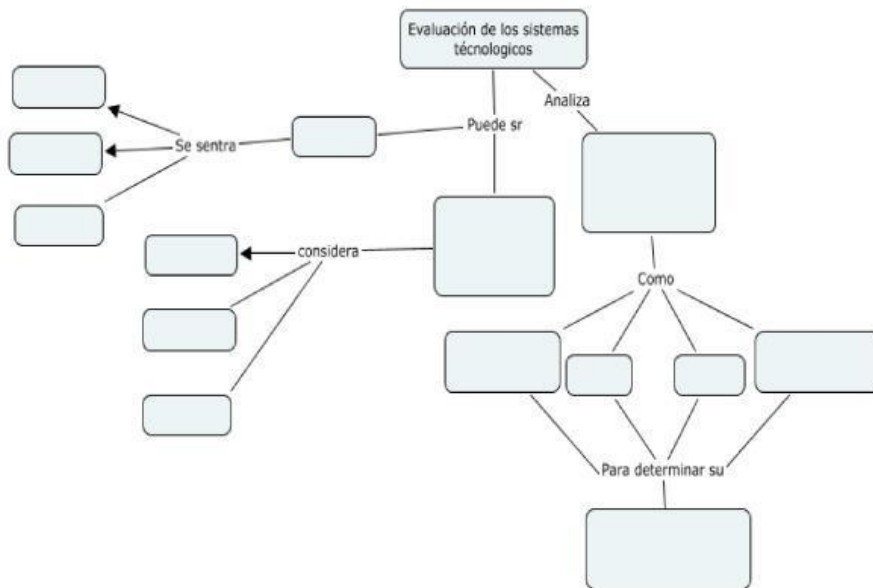 Evaluación de los sistemas
técnologicos
Analiza
Puede sr
Se sentra
considera
Como
Para determinar su